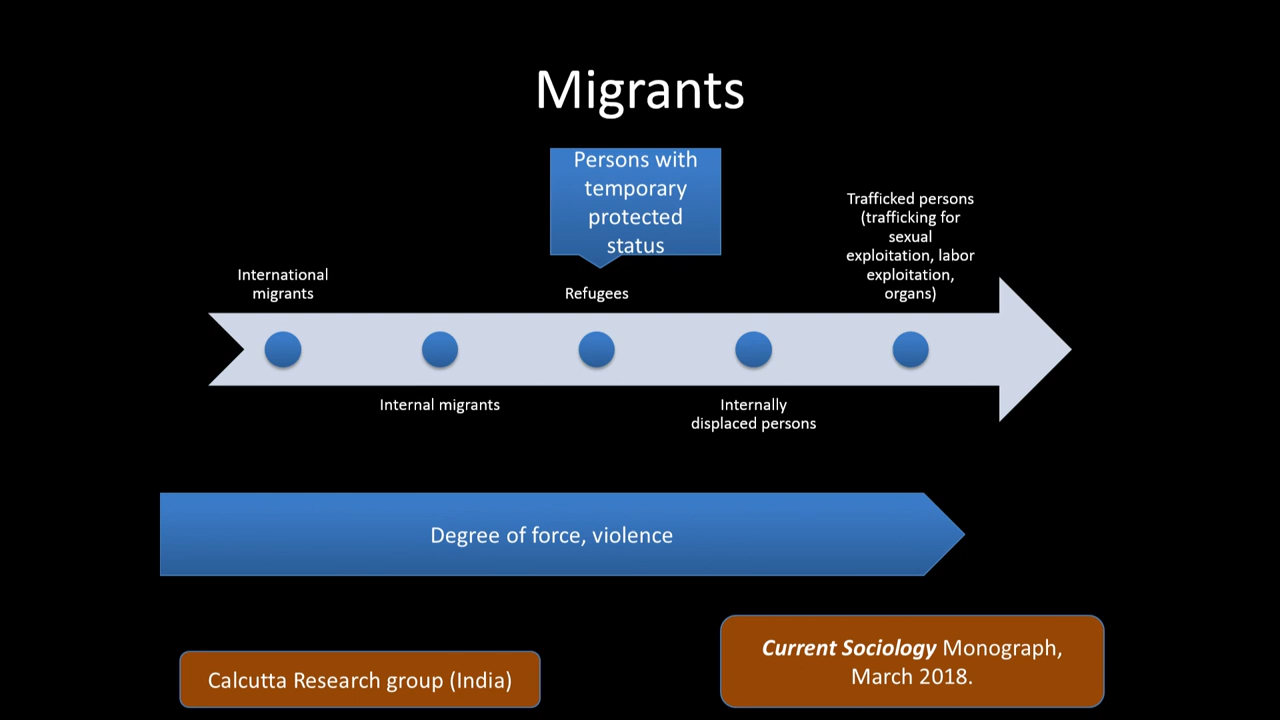 Migrants
Persons with
temporary
protected
status
Trafficked persons
(trafficking for
sexual
exploitation, labor
exploitation,
organs)
International
migrants
Refugees
Internal migrants
Internally
displaced persons
Degree of force, violence
Current Sociology Monograph,
March 2018.
Calcutta Research group (India)